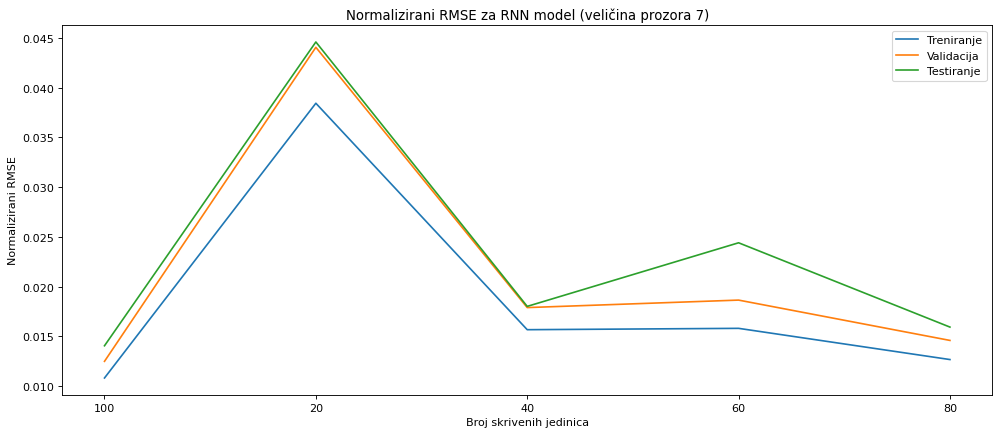 Normalizirani RMSE za RNN model (veličina prozora 7)
Treniranje
Validacija
Testiranje
Normalizirani RMSE
0.045
0.040
0.035
0.030
0.025
0.020
0.015
0.010
100 20 40 60 80
Broj skrivenih jedinica